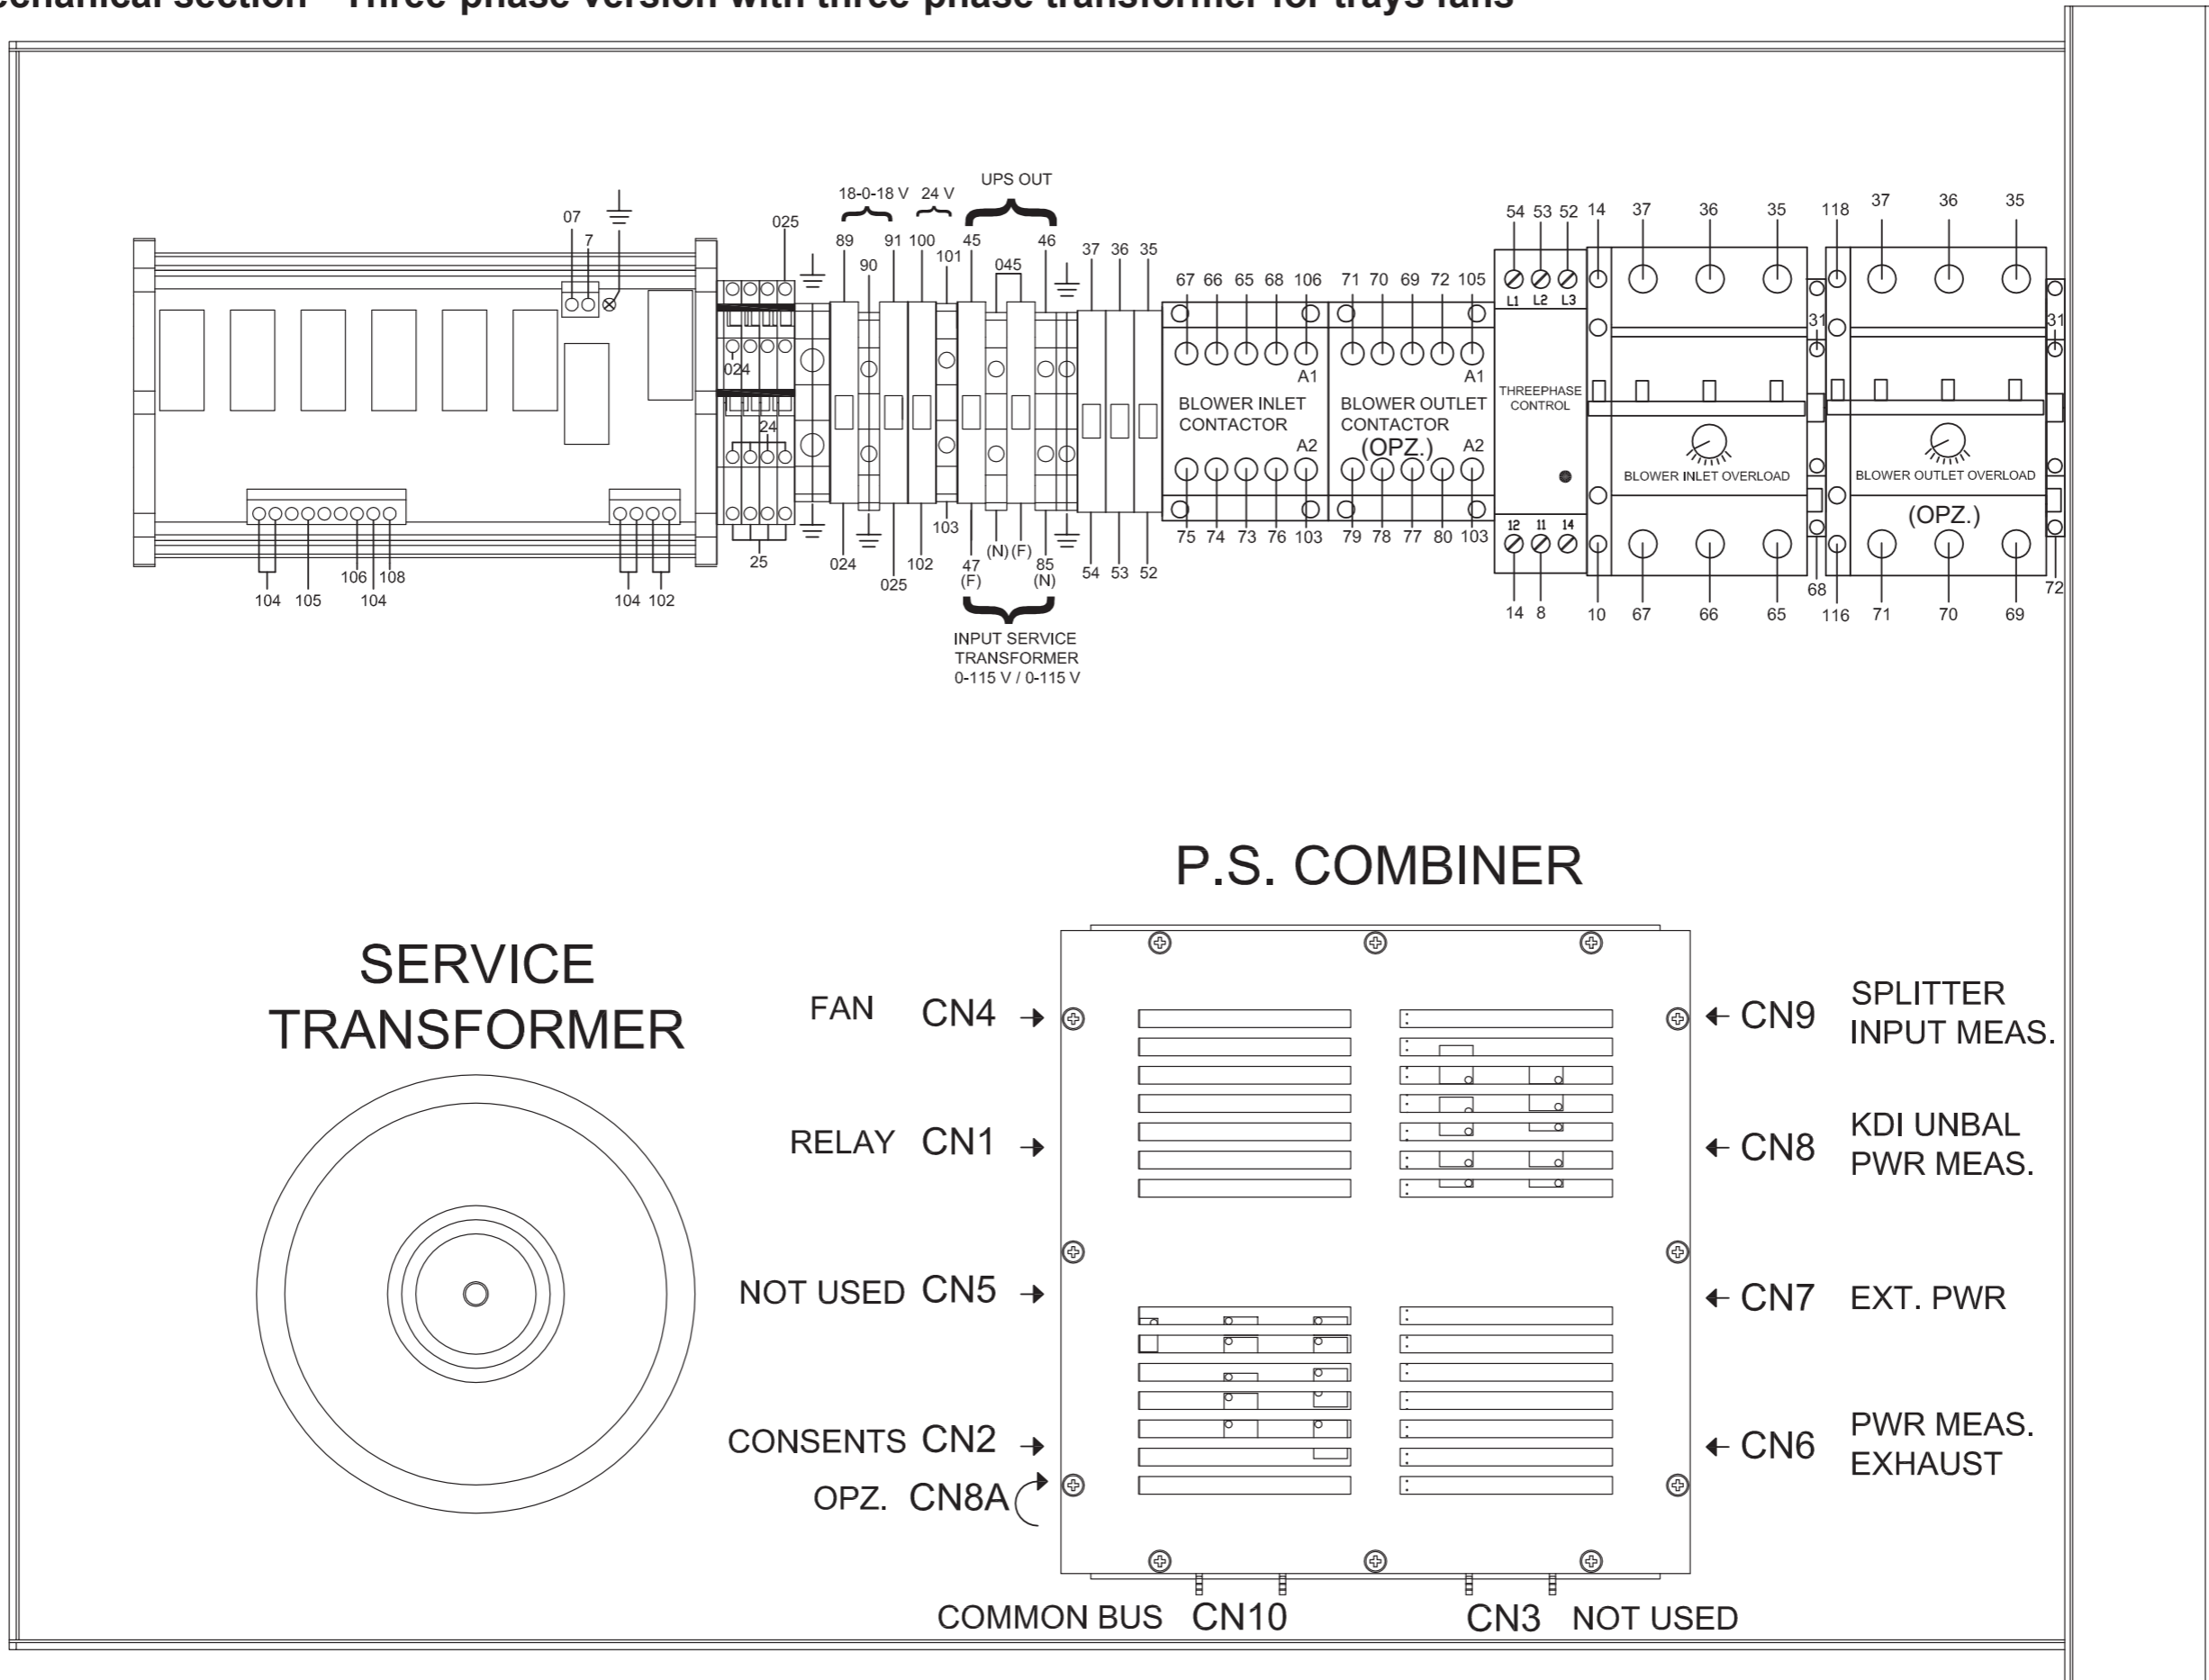 echanical section - Three phase version with three phase transformer for trays fans
UPS OUT
18-0-18 V 24 V
07 7 025
89 90 91 100 101 45 045 46 37 36 35
67 66 65 68 106 71 70 69 72 105
54 53 52 14 37 36 35 118 37 36 35
L1 L2 L3
31 31
024
24
A1 A1
BLOWER INLET
CONTACTOR
A2
BLOWER OUTLET
CONTACTOR
(OPZ.) A2
THREEPHASE
CONTROL
BLOWER INLET OVERLOAD
BLOWER OUTLET OVERLOAD
(OPZ.)
12 11 14
104 105 106 104 108
104 102
25
024 025 102 103
47
(F)
(N) (F)
85
(N)
54 53 52
75 74 73 76 103 79 78 77 80 103
14 8 10 67 66 65 68 116 71 70 69 72
INPUT SERVICE
TRANSFORMER
0-115 V / 0-115 V
P.S. COMBINER
SERVICE
TRANSFORMER
FAN CN4
RELAY CN1
NOT USED CN5
CONSENTS CN2
OPZ. CN8A
CN9 SPLITTER
INPUT MEAS.
CN8 KDI UNBAL
PWR MEAS.
CN7 EXT. PWR
CN6 PWR MEAS.
EXHAUST
COMMON BUS CN10
CN3 NOT USED